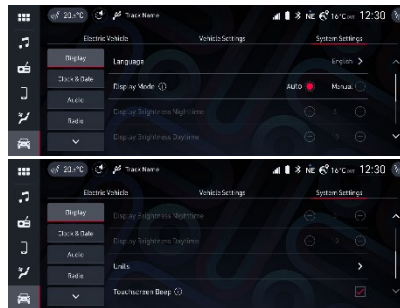 20.5°C Track Name NE 16°C 12:30
Electric Vehicle Vehicle Settings System Settings
Display
Language English
Clock & Date
Display Mode Auto Manual
Audio
Display Brightness Nighttime
Radio
Display Brightness Daytime
Track Name NE 16°C 12:30
Electric Vehicle Vehicle Settings System Settings
Display
Display Brightness Nighttime
Clock & Date
Display Brightness Daytime
Audio
Units
Radio
Touchscreen Beep